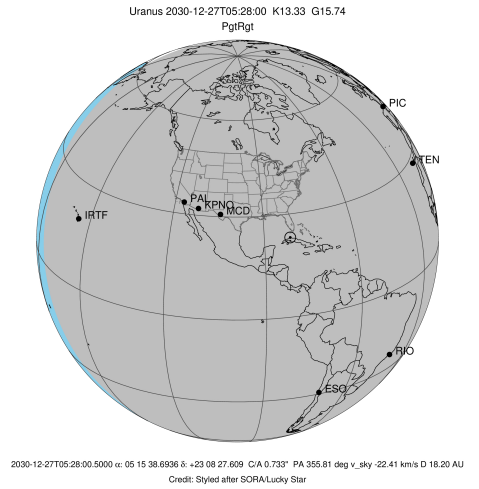 Uranus 2030-12-27T05:28:00 K13.33 G15.74
PgtRgt
PIC
TEN
PAL
KPNO
MCD
IRTF
RIO
ESO
2030-12-27T05:28:00.5000 α: 05 15 38.6936 δ: +23 08 27.609 C/A 0.733" PA 355.81 deg v_sky -22.41 km/s D 18.20 AU
Credit: Styled after SORA/Lucky Star